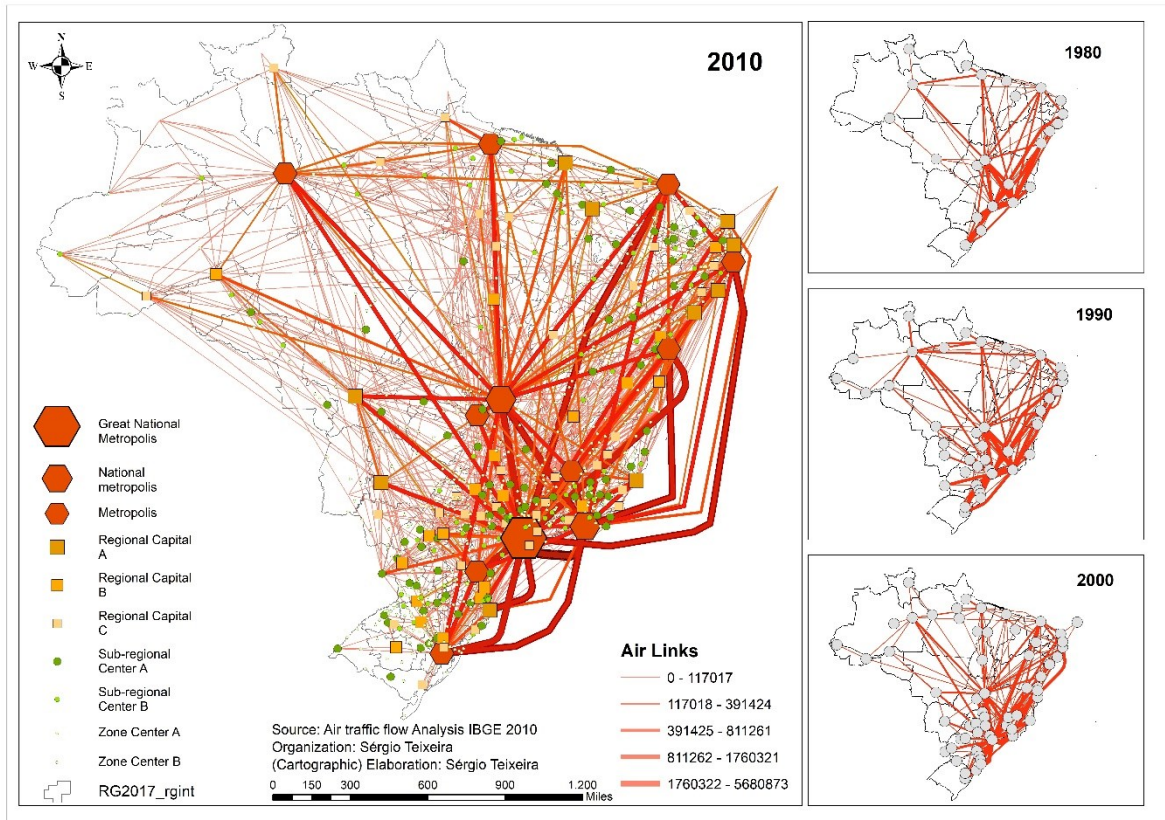 N
W E
S
2010
Great National
Metropolis
National
metropolis
Metropolis
Regional Capital
A
Regional Capital
B
Regional Capital
C
Sub-regional
Center A
Sub-regional
Center B
Zone Center A
Zone Center B
RG2017_rgint
Source: Air traffic flow Analysis IBGE 2010
Organization: Sérgio Teixeira
(Cartographic) Elaboration: Sérgio Teixeira
0 150 300 600 900 1.200
Miles
Air Links
0 - 117017
117018 - 391424
391425 - 811261
811262 - 1760321
1760322 - 5680873
1980
1990
2000